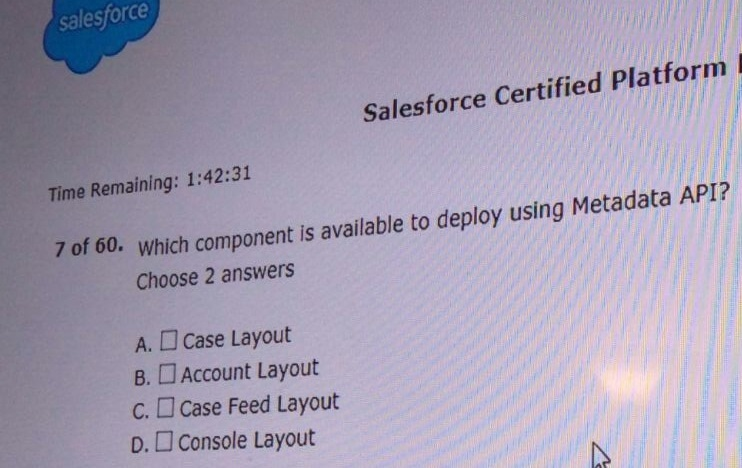 salesforce
Salesforce Certified Platform
Time Remaining: 1:42:31
7 of 60. Which component is available to deploy using Metadata API?
Choose 2 answers
A. Case Layout
B. Account Layout
C. Case Feed Layout
D. Console Layout